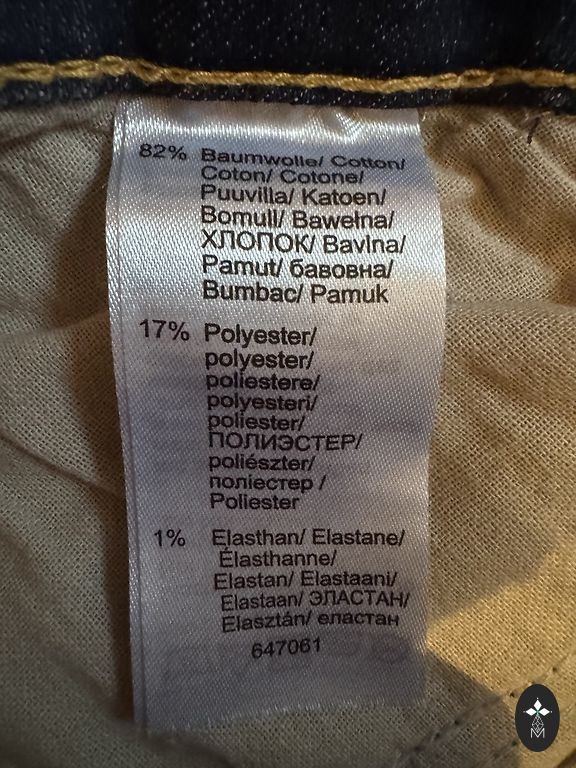 82% Baumwolle/ Cotton/
Coton/ Cotone/
Puuvilla/ Katoen/
Bomull/ Bawełna/
ХЛОПОК/ Bavlna/
Pamut/ бавовна/
Bumbac/ Pamuk
17% Polyester/
polyester/
poliestere/
polyesteri/
poliester/
ПОЛИЭСТЕР/
poliészter/
поліестер /
Poliester
1% Elasthan/ Elastane/
Élasthanne/
Elastan/ Elastaani/
Elastaan/ ЭЛАСТАН/
Elasztán/ еластан
647061